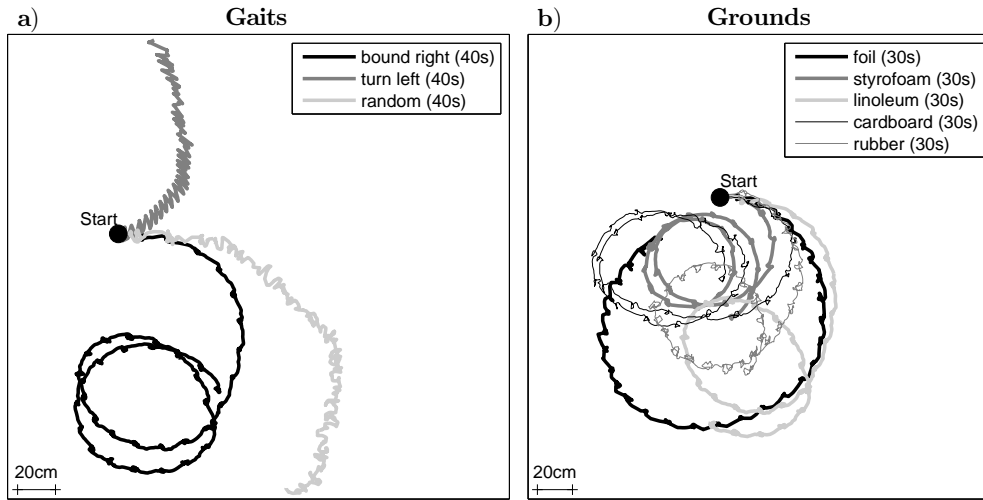 a) Gaits
bound right (40s)
turn left (40s)
random (40s)
Start
20cm
b) Grounds
foil (30s)
styrofoam (30s)
linoleum (30s)
cardboard (30s)
rubber (30s)
Start
20cm